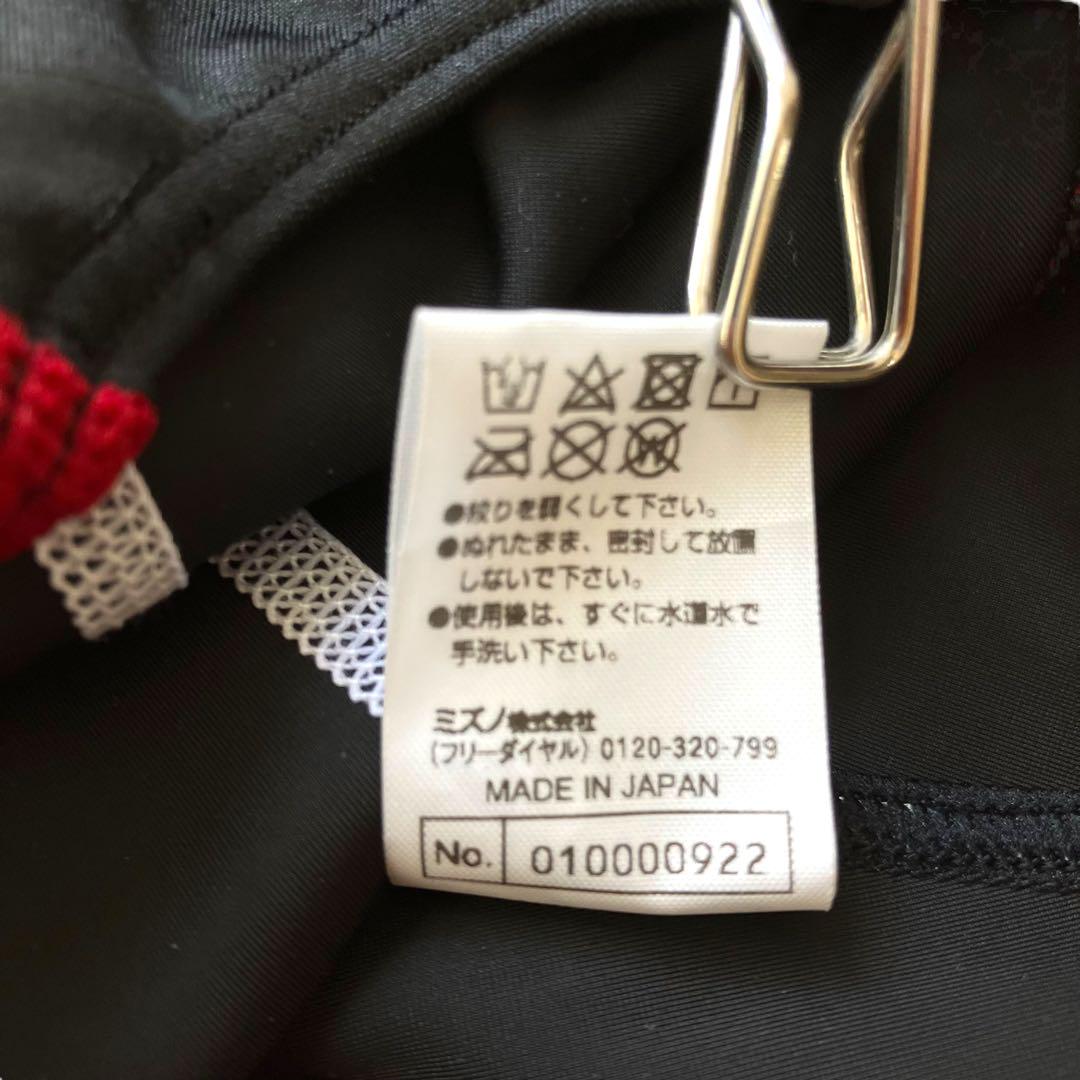 ●絞りを弱くして下さい。
●ぬれたまま、密封して放置
しないで下さい。
●使用後は、すぐに水道水で
手洗い下さい。
ミズノ株式会社
(フリーダイヤル) 0120-320-799
MADE IN JAPAN
No. 010000922